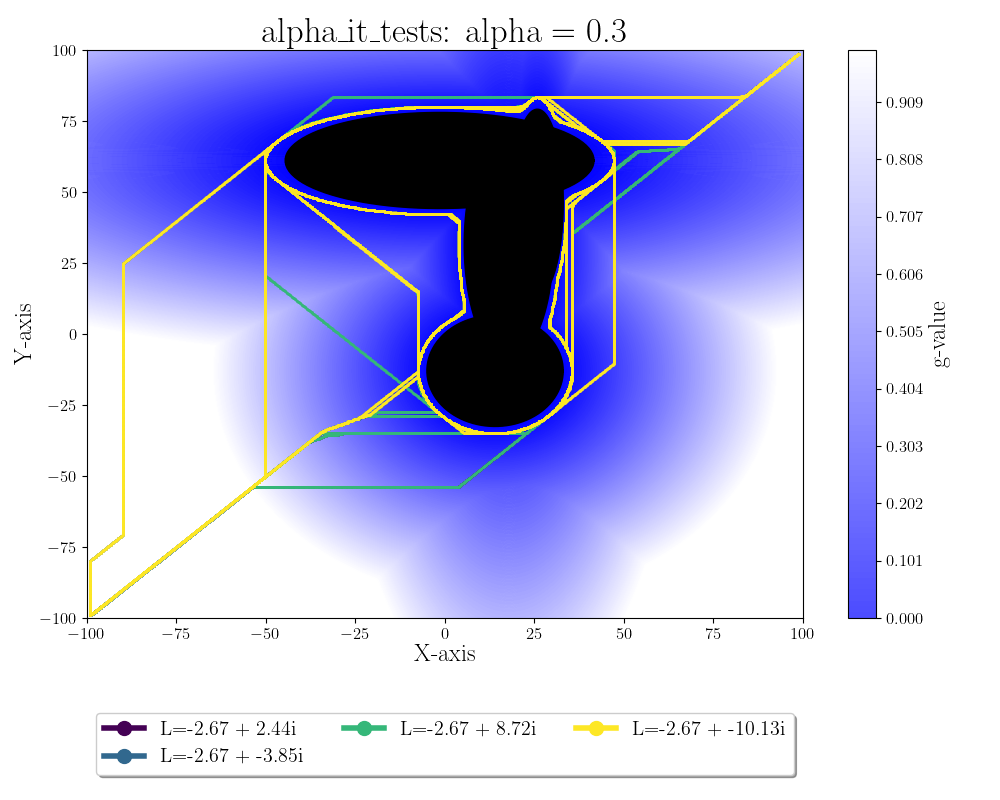 alpha_it_tests: alpha = 0.3
100
75
50
25
0
−25
−50
−75
−100
Y-axis
−100 −75 −50 −25 0 25 50 75 100
X-axis
0.909
0.808
0.707
0.606
0.505
0.404
0.303
0.202
0.101
0.000
g-value
L=-2.67 + 2.44i L=-2.67 + 8.72i L=-2.67 + -10.13i
L=-2.67 + -3.85i